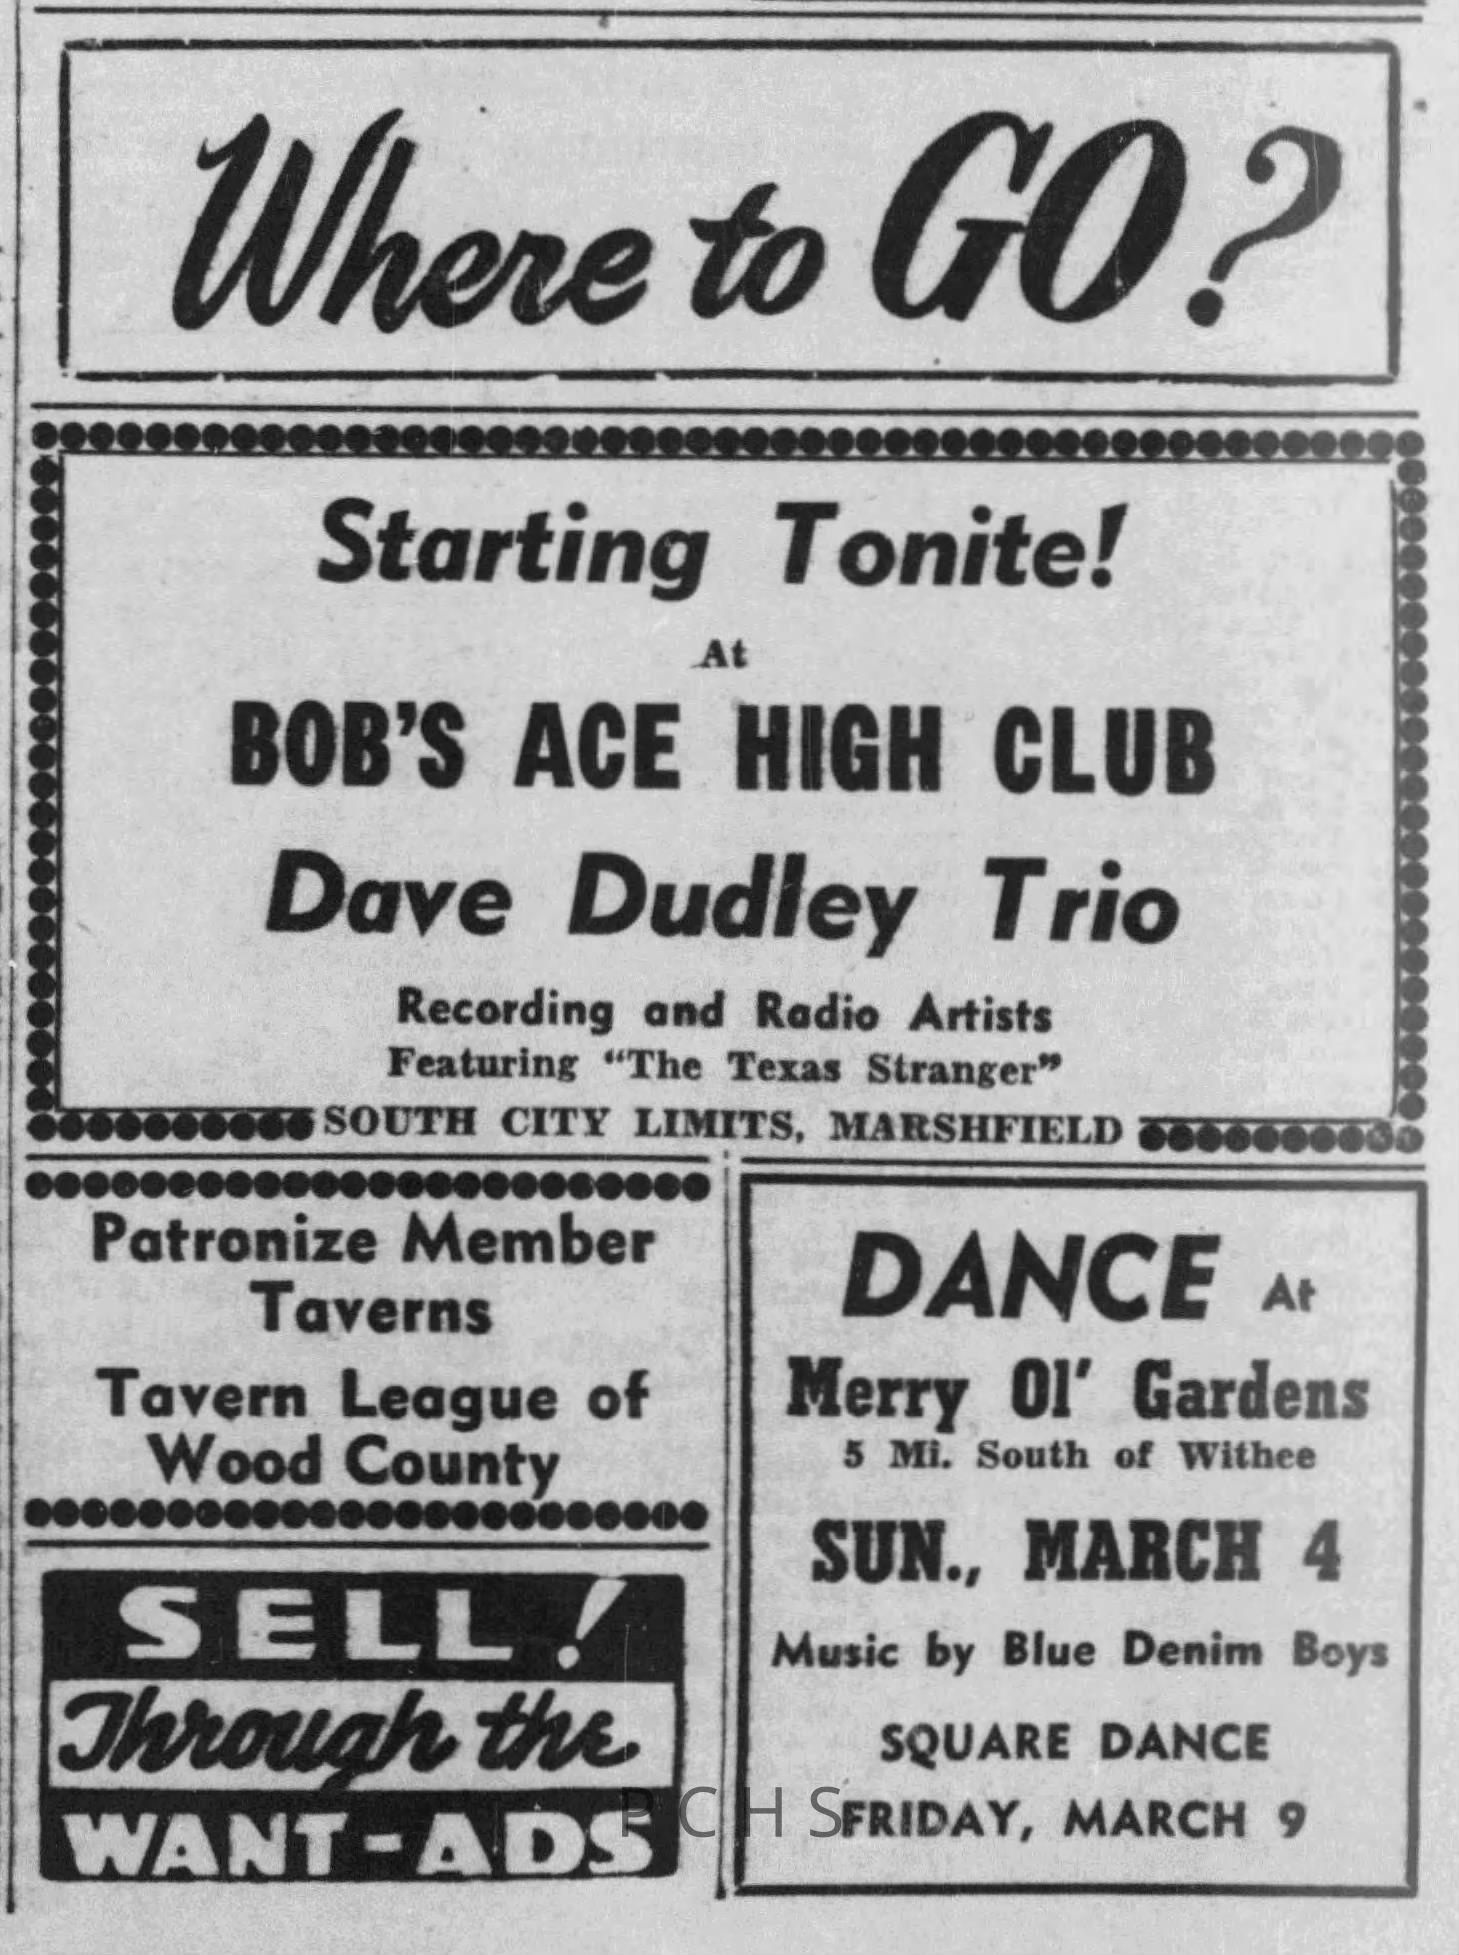 Where to GO?
Starting Tonite!
At
BOB'S ACE HIGH CLUB
Dave Dudley Trio
Recording and Radio Artists
Featuring "The Texas Stranger"
SOUTH CITY LIMITS, MARSHFIELD
Patronize Member
Taverns
Tavern League of
Wood County
SELL!
Through the
WANT-ADS
DANCE At
Merry Ol' Gardens
5 Mi. South of Withee
SUN., MARCH 4
Music by Blue Denim Boys
SQUARE DANCE
FRIDAY, MARCH 9
PCHS